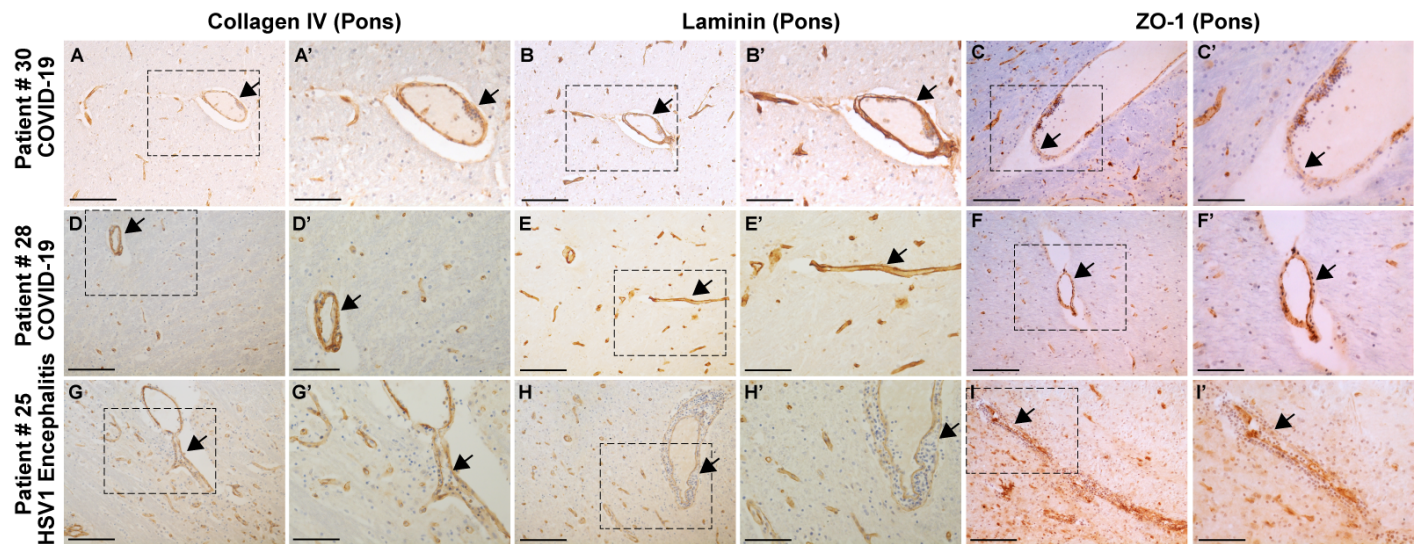 Collagen IV (Pons)
Laminin (Pons)
ZO-1 (Pons)
Patient # 30
COVID-19
A
A'
B
B'
C
C'
Patient # 28
COVID-19
D
D'
E
E'
F
F'
Patient # 25
HSV1 Encephalitis
G
G'
H
H'
I
I'